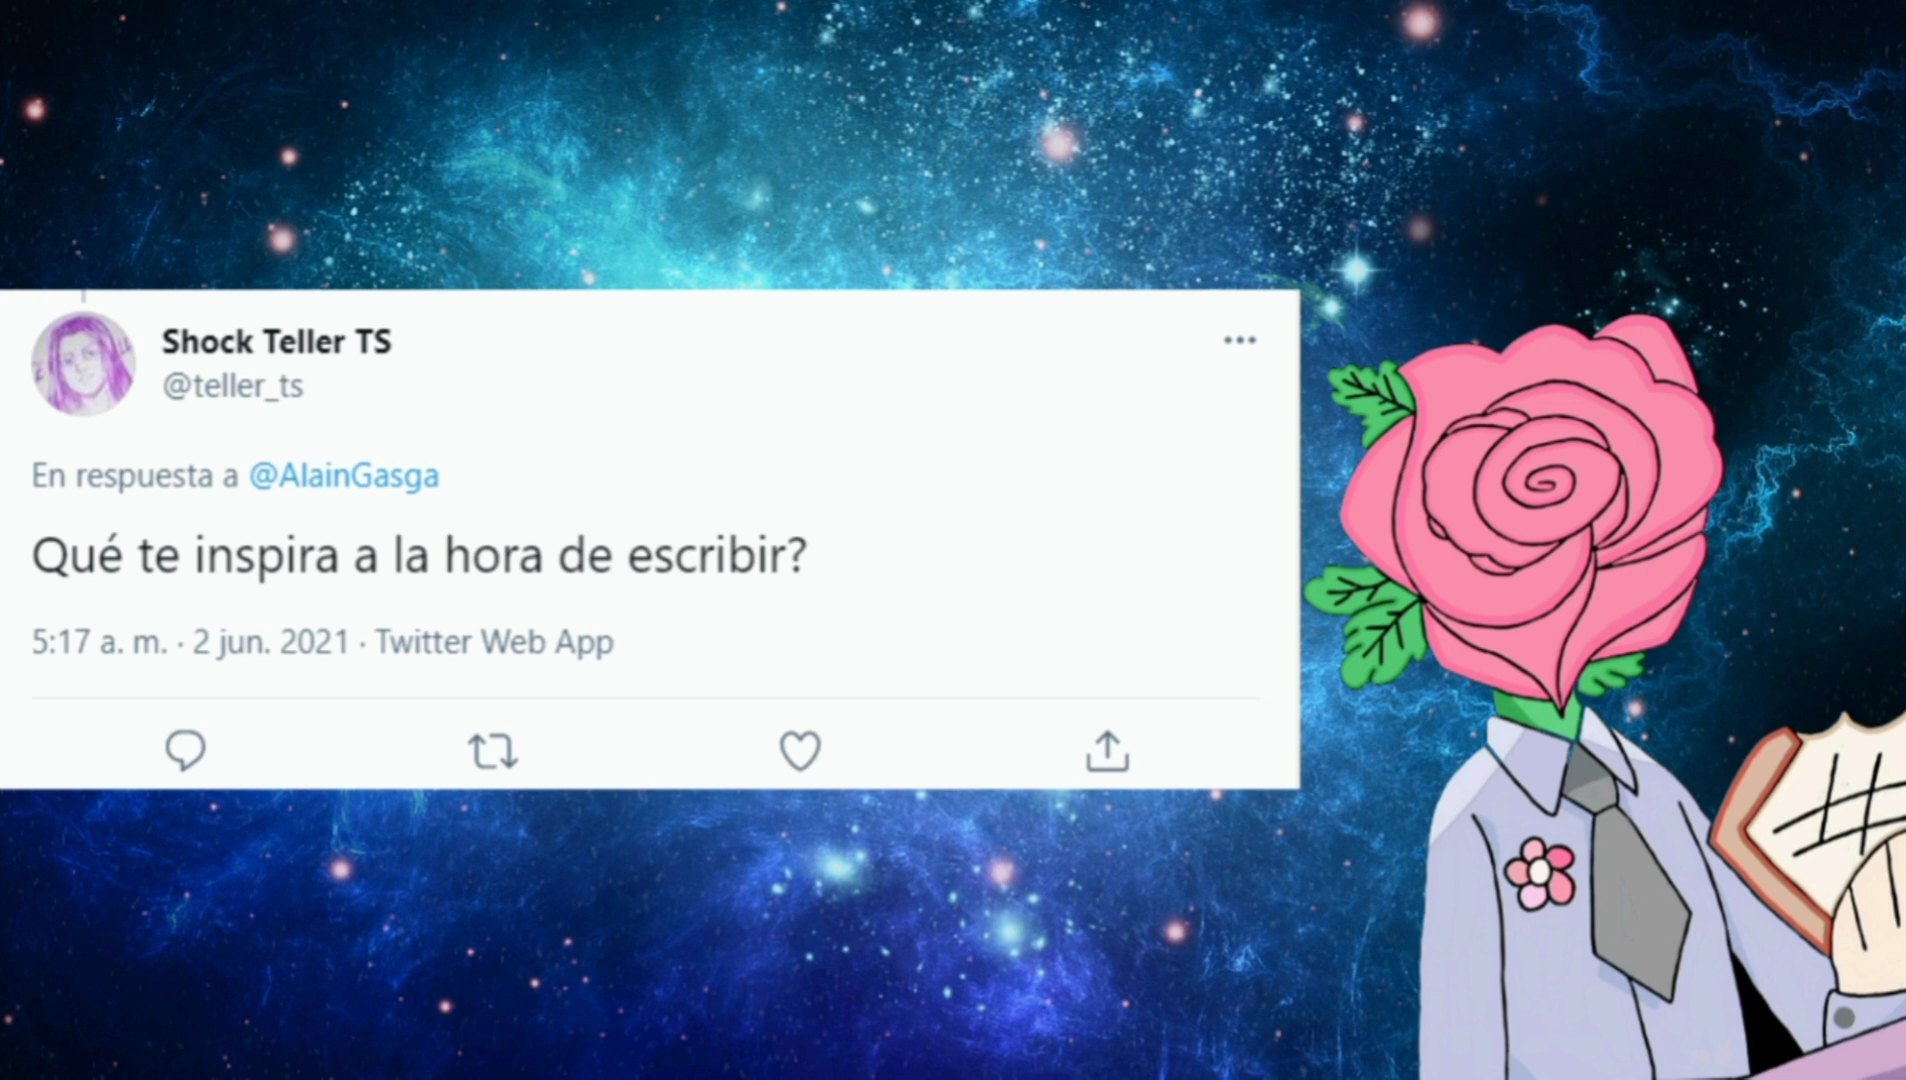 Shock Teller TS
@teller_ts
En respuesta a @AlainGasga
Qué te inspira a la hora de escribir?
5:17 a. m. · 2 jun. 2021 · Twitter Web App